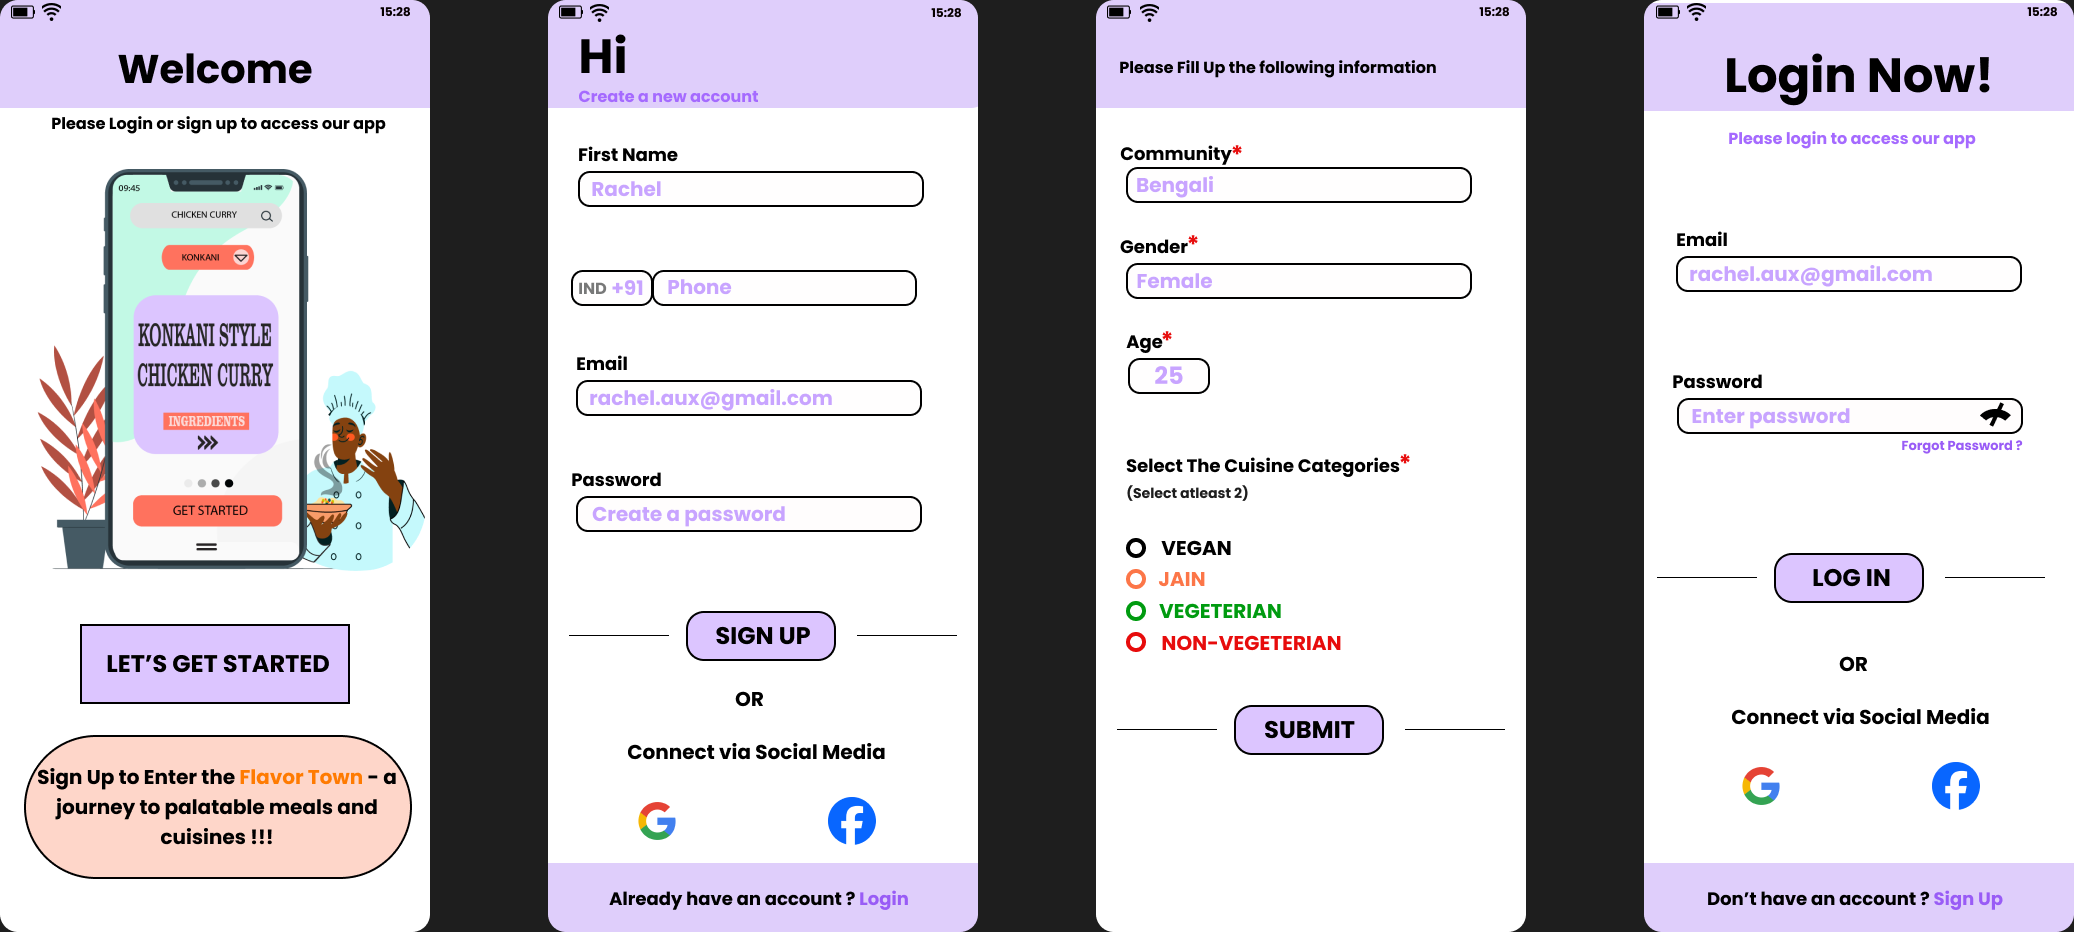 15:28
Welcome
Please Login or sign up to access our app
09:45
CHICKEN CURRY
KONKANI
KONKANI STYLE
CHICKEN CURRY
INGREDIENTS
GET STARTED
LET’S GET STARTED
Sign Up to Enter the Flavor Town - a
journey to palatable meals and
cuisines !!!
15:28
Hi
Create a new account
First Name
Rachel
IND +91 Phone
Email
rachel.aux@gmail.com
Password
Create a password
SIGN UP
OR
Connect via Social Media
Already have an account ? Login
15:28
Please Fill Up the following information
Community*
Bengali
Gender*
Female
Age*
25
Select The Cuisine Categories*
(Select atleast 2)
VEGAN
JAIN
VEGETERIAN
NON-VEGETERIAN
SUBMIT
15:28
Login Now!
Please login to access our app
Email
rachel.aux@gmail.com
Password
Enter password
Forgot Password ?
LOG IN
OR
Connect via Social Media
Don’t have an account ? Sign Up